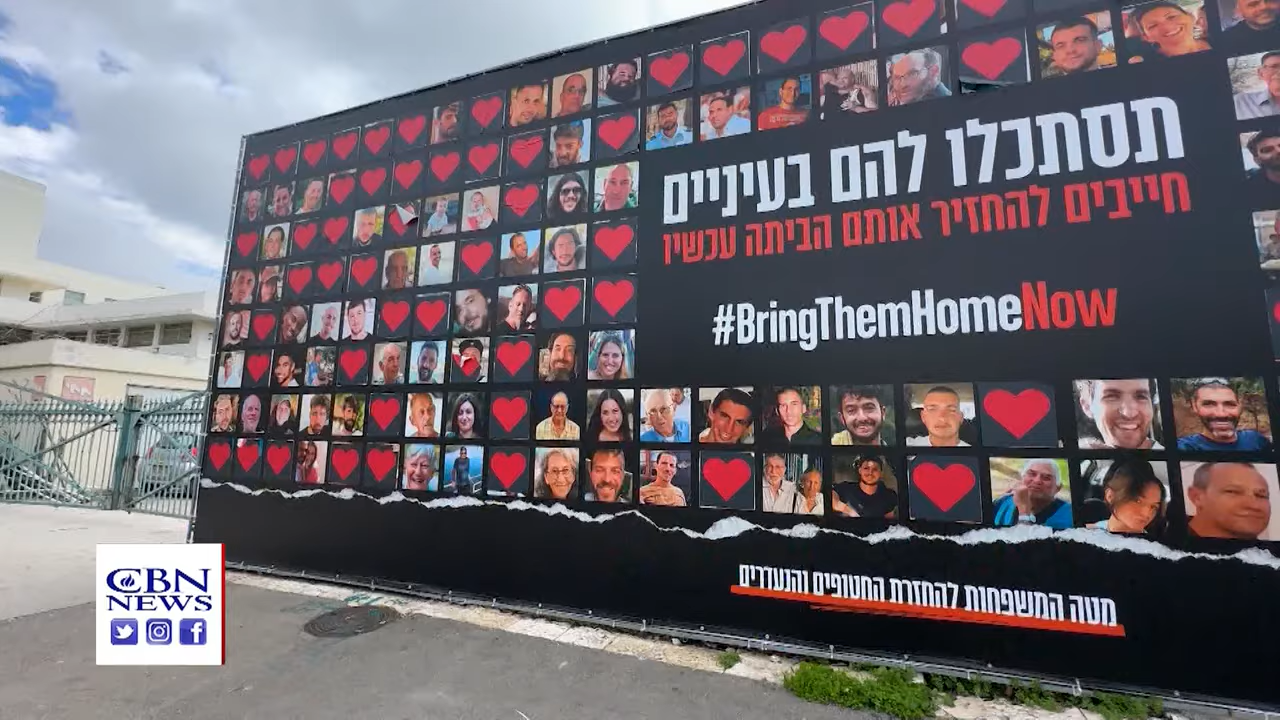 תסתכלו להם בעיניים
חייבים להחזיר אותם הביתה עכשיו
#BringThemHomeNow
מטה המשפחות להחזרת החטופים והנעדרים
CBN
NEWS